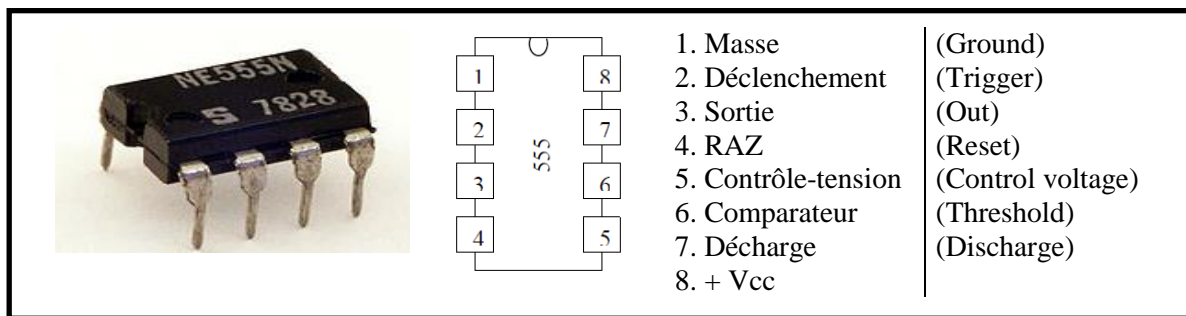 NE555N
S 7828
1 8
2 7
3 6
4 5
555
1. Masse (Ground)
2. Déclenchement (Trigger)
3. Sortie (Out)
4. RAZ (Reset)
5. Contrôle-tension (Control voltage)
6. Comparateur (Threshold)
7. Décharge (Discharge)
8. + Vcc